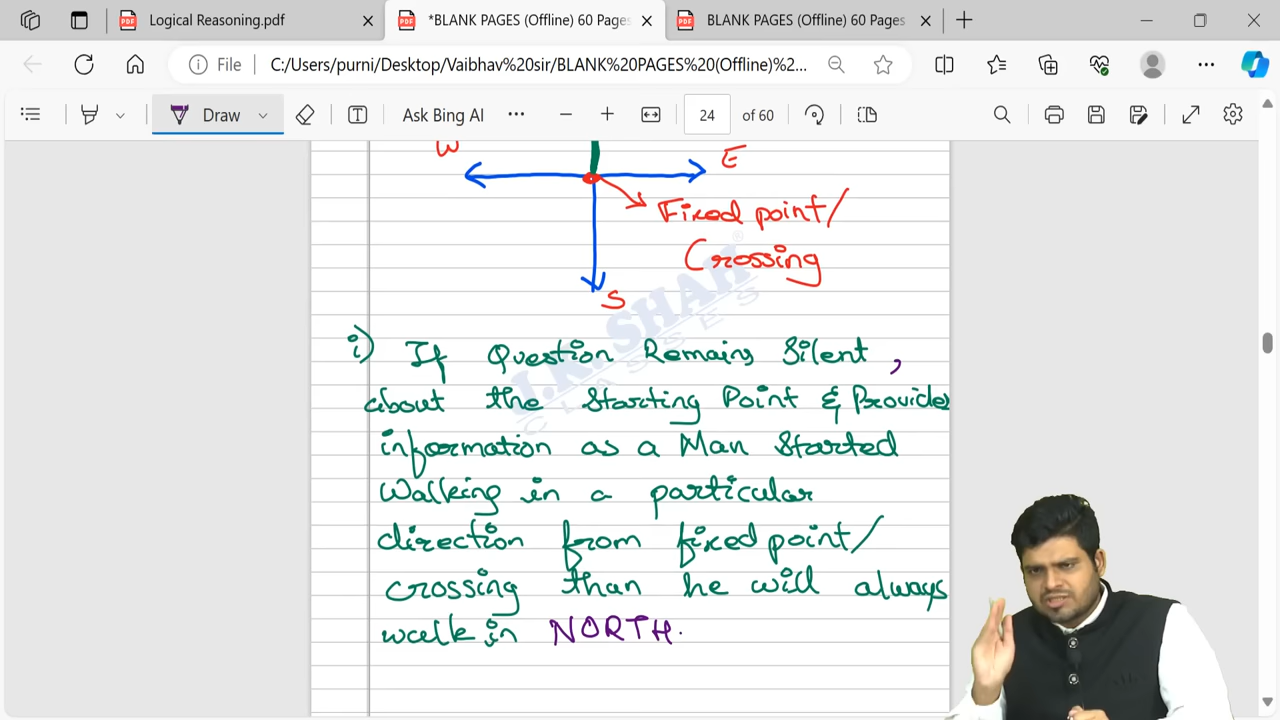 Logical Reasoning.pdf
*BLANK PAGES (Offline) 60 Pages
BLANK PAGES (Offline) 60 Pages
File
C:/Users/purni/Desktop/Vaibhav%20sir/BLANK%20PAGES%20(Offline)%2...
Draw
Ask Bing AI
24
of 60
W
E
Fixed point/
Crossing
S
J.K. SHAH®
CLASSES
i) If Question Remains Silent,
about the Starting Point & Provides
information as a Man Started
Walking in a particular
direction from fixed point/
crossing than he will always
walk in NORTH.